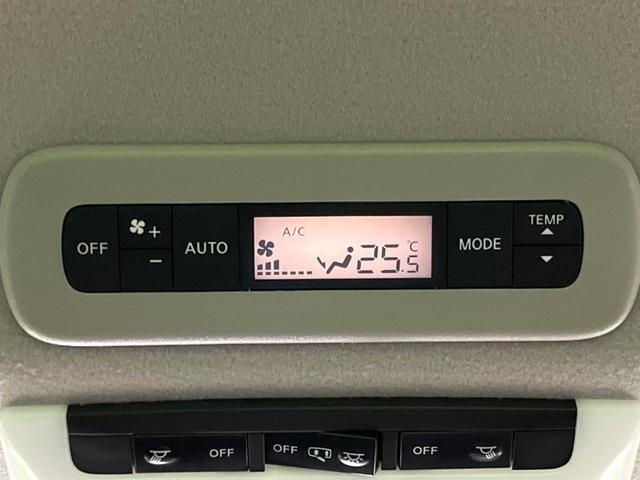 OFF + - AUTO A/C 25.5 °C MODE TEMP
OFF OFF OFF